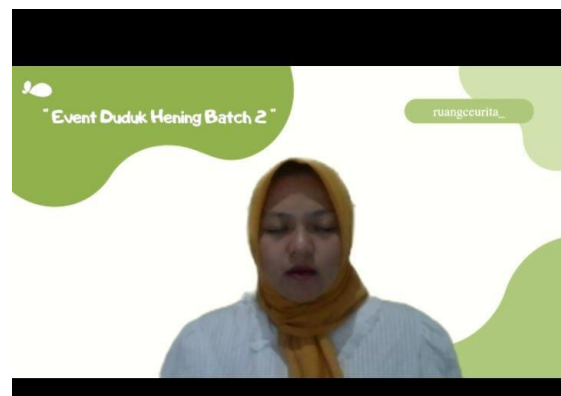 " Event Duduk Hening Batch 2 "
ruangceurita_